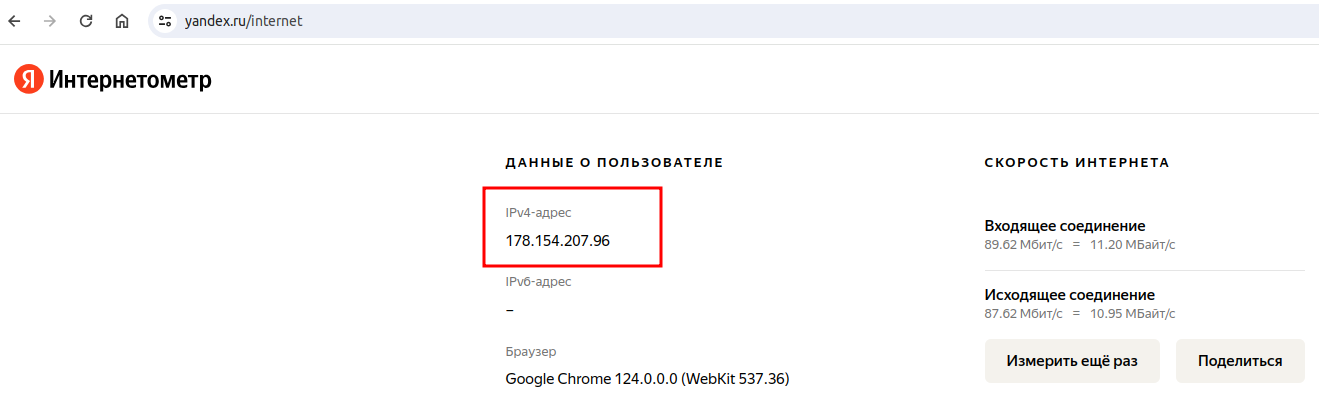 yandex.ru/internet
Я Интернетометр
ДАННЫЕ О ПОЛЬЗОВАТЕЛЕ
IPv4-адрес
178.154.207.96
IPv6-адрес
–
Браузер
Google Chrome 124.0.0.0 (WebKit 537.36)
СКОРОСТЬ ИНТЕРНЕТА
Входящее соединение
89.62 Мбит/с = 11.20 МБайт/с
Исходящее соединение
87.62 Мбит/с = 10.95 МБайт/с
Измерить ещё раз
Поделиться